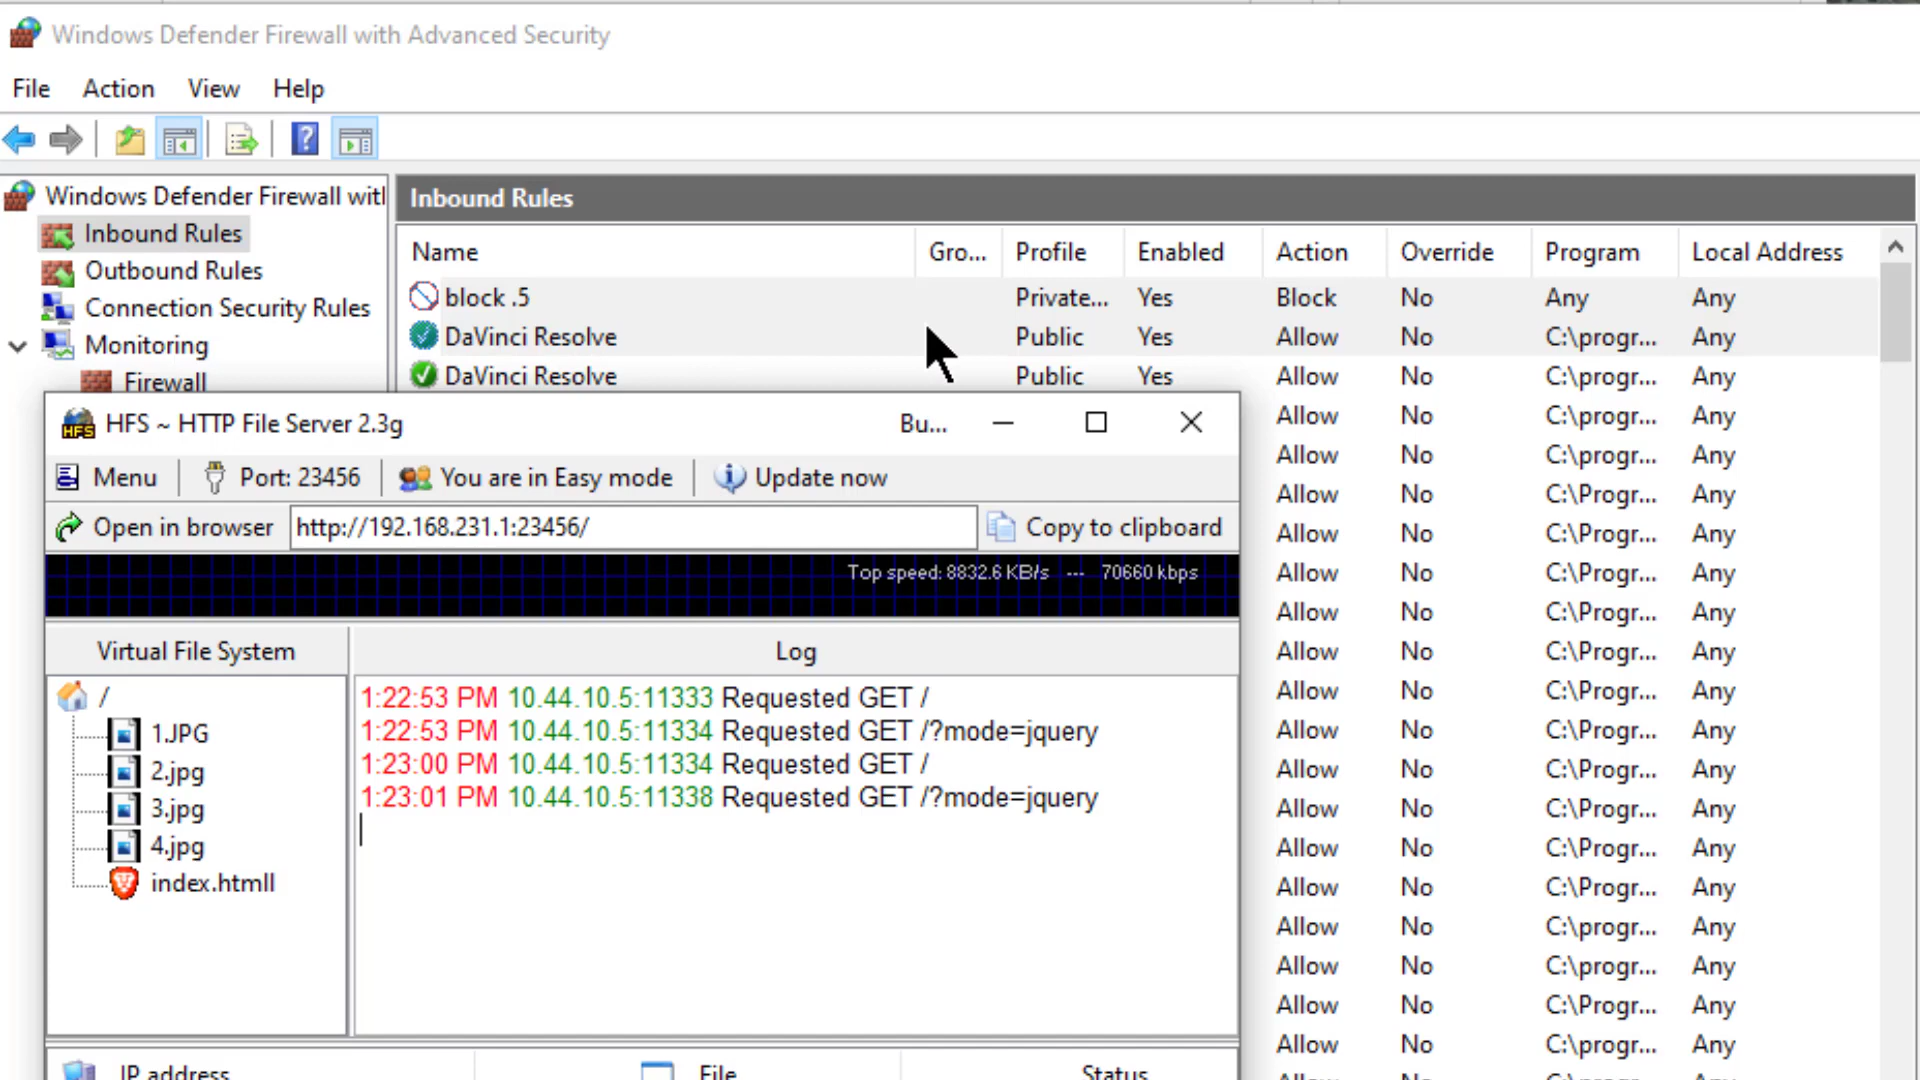 Windows Defender Firewall with Advanced Security
File Action View Help
Windows Defender Firewall with
Inbound Rules
Outbound Rules
Connection Security Rules
Monitoring
Firewall
Inbound Rules
Name Gro... Profile Enabled Action Override Program Local Address
block .5 Private... Yes Block No Any Any
DaVinci Resolve Public Yes Allow No C:\progr... Any
DaVinci Resolve Public Yes Allow No C:\progr... Any
Allow No C:\progr... Any
Allow No C:\progr... Any
Allow No C:\Progr... Any
Allow No C:\Progr... Any
Allow No C:\Progr... Any
Allow No C:\Progr... Any
Allow No C:\Progr... Any
Allow No C:\Progr... Any
Allow No C:\Progr... Any
Allow No C:\Progr... Any
Allow No C:\Progr... Any
Allow No C:\Progr... Any
Allow No C:\Progr... Any
Allow No C:\progr... Any
Allow No C:\progr... Any
Allow No C:\Progr... Any
Allow No C:\Progr... Any
HFS ~ HTTP File Server 2.3g Bu...
Menu Port: 23456 You are in Easy mode Update now
Open in browser http://192.168.231.1:23456/ Copy to clipboard
Top speed: 8832.6 KB/s --- 70660 kbps
Virtual File System
/
1.JPG
2.jpg
3.jpg
4.jpg
index.htmll
Log
1:22:53 PM 10.44.10.5:11333 Requested GET /
1:22:53 PM 10.44.10.5:11334 Requested GET /?mode=jquery
1:23:00 PM 10.44.10.5:11334 Requested GET /
1:23:01 PM 10.44.10.5:11338 Requested GET /?mode=jquery
IP address File Status